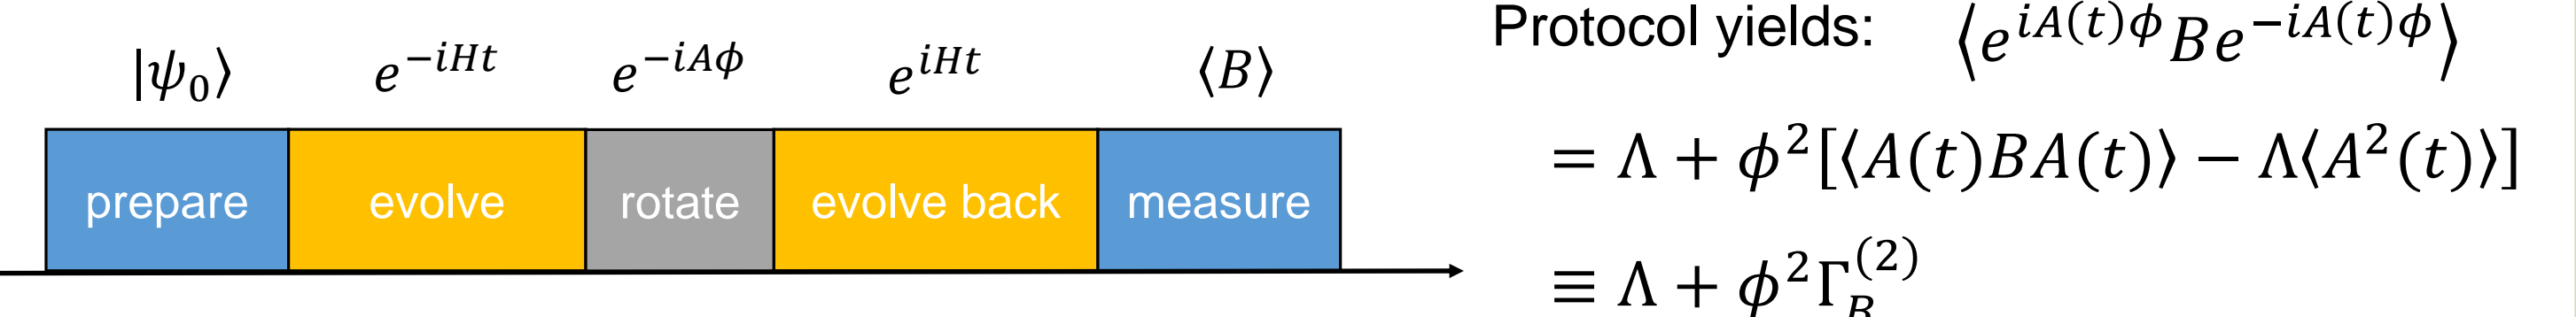 |ψ₀⟩ e^{-iHt} e^{-iAϕ} e^{iHt} ⟨B⟩
prepare evolve rotate evolve back measure
Protocol yields: ⟨e^{iA(t)ϕ}Be^{-iA(t)ϕ}⟩
= Λ + ϕ²[⟨A(t)BA(t)⟩ − Λ⟨A²(t)⟩]
≡ Λ + ϕ²Γ_B^{(2)}